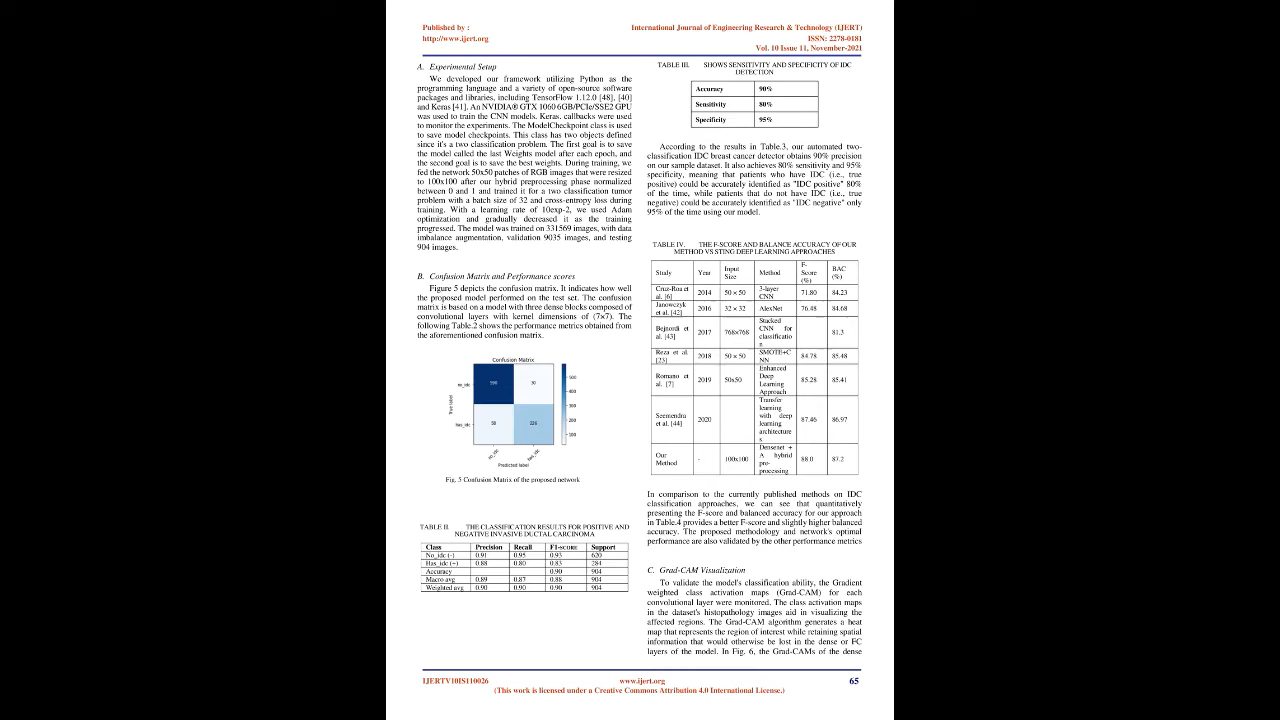 Published by :
International Journal of Engineering Research & Technology (IJERT)
http://www.ijert.org
ISSN: 2278-0181
Vol. 10 Issue 11, November-2021
A. Experimental Setup
We developed our framework utilizing Python as the
programming language and a variety of open-source software
packages and libraries, including TensorFlow 1.12.0 [48], [40]
and Keras [41]. An NVIDIA® GTX 1060 6GB/PCIe/SSE2 GPU
was used to train the CNN models. Keras. callbacks were used
to monitor the experiments. The ModelCheckpoint class is used
to save model checkpoints. This class has two objects defined
since it's a two classification problem. The first goal is to save
the model called the last Weights model after each epoch, and
the second goal is to save the best weights. During training, we
fed the network 50x50 patches of RGB images that were resized
to 100x100 after our hybrid preprocessing phase normalized
between 0 and 1 and trained it for a two classification tumor
problem with a batch size of 32 and cross-entropy loss during
training. With a learning rate of 10exp-2, we used Adam
optimization and gradually decreased it as the training
progressed. The model was trained on 331569 images, with data
imbalance augmentation, validation 9035 images, and testing
904 images.
B. Confusion Matrix and Performance scores
Figure 5 depicts the confusion matrix. It indicates how well
the proposed model performed on the test set. The confusion
matrix is based on a model with three dense blocks composed of
convolutional layers with kernel dimensions of (7×7). The
following Table.2 shows the performance metrics obtained from
the aforementioned confusion matrix.
Confusion Matrix
True label
no_idc
590 30
has_idc
58 226
no_idc has_idc
Predicted label
500
400
300
200
100
Fig. 5 Confusion Matrix of the proposed network
TABLE II. THE CLASSIFICATION RESULTS FOR POSITIVE AND
NEGATIVE INVASIVE DUCTAL CARCINOMA
Class Precision Recall F1-SCORE Support
No_idc (-) 0.91 0.95 0.93 620
Has_idc (+) 0.88 0.80 0.83 284
Accuracy 0.90 904
Macro avg 0.89 0.87 0.88 904
Weighted avg 0.90 0.90 0.90 904
TABLE III. SHOWS SENSITIVITY AND SPECIFICITY OF IDC
DETECTION
Accuracy 90%
Sensitivity 80%
Specificity 95%
According to the results in Table.3, our automated two-
classification IDC breast cancer detector obtains 90% precision
on our sample dataset. It also achieves 80% sensitivity and 95%
specificity, meaning that patients who have IDC (i.e., true
positive) could be accurately identified as "IDC positive" 80%
of the time, while patients that do not have IDC (i.e., true
negative) could be accurately identified as "IDC negative" only
95% of the time using our model.
TABLE IV. THE F-SCORE AND BALANCE ACCURACY OF OUR
METHOD VS STING DEEP LEARNING APPROACHES
Study Year Input Size Method F-Score (%) BAC (%)
Cruz-Roa et al. [6] 2014 50 × 50 3-layer CNN 71.80 84.23
Janowczyk et al. [42] 2016 32 × 32 AlexNet 76.48 84.68
Bejnordi et al. [43] 2017 768×768 Stacked CNN for classification 81.3
Reza et al. [23] 2018 50 × 50 SMOTE+CNN 84.78 85.48
Romano et al. [7] 2019 50x50 Enhanced Deep Learning Approach 85.28 85.41
Seemendra et al. [44] 2020 Transfer learning with deep learning architectures 87.46 86.97
Our Method - 100x100 Densenet + A hybrid pre-processing 88.0 87.2
In comparison to the currently published methods on IDC
classification approaches, we can see that quantitatively
presenting the F-score and balanced accuracy for our approach
in Table.4 provides a better F-score and slightly higher balanced
accuracy. The proposed methodology and network's optimal
performance are also validated by the other performance metrics
C. Grad-CAM Visualization
To validate the model's classification ability, the Gradient
weighted class activation maps (Grad-CAM) for each
convolutional layer were monitored. The class activation maps
in the dataset's histopathology images aid in visualizing the
affected regions. The Grad-CAM algorithm generates a heat
map that represents the region of interest while retaining spatial
information that would otherwise be lost in the dense or FC
layers of the model. In Fig. 6, the Grad-CAMs of the dense
IJERTV10IS110026
www.ijert.org
65
(This work is licensed under a Creative Commons Attribution 4.0 International License.)